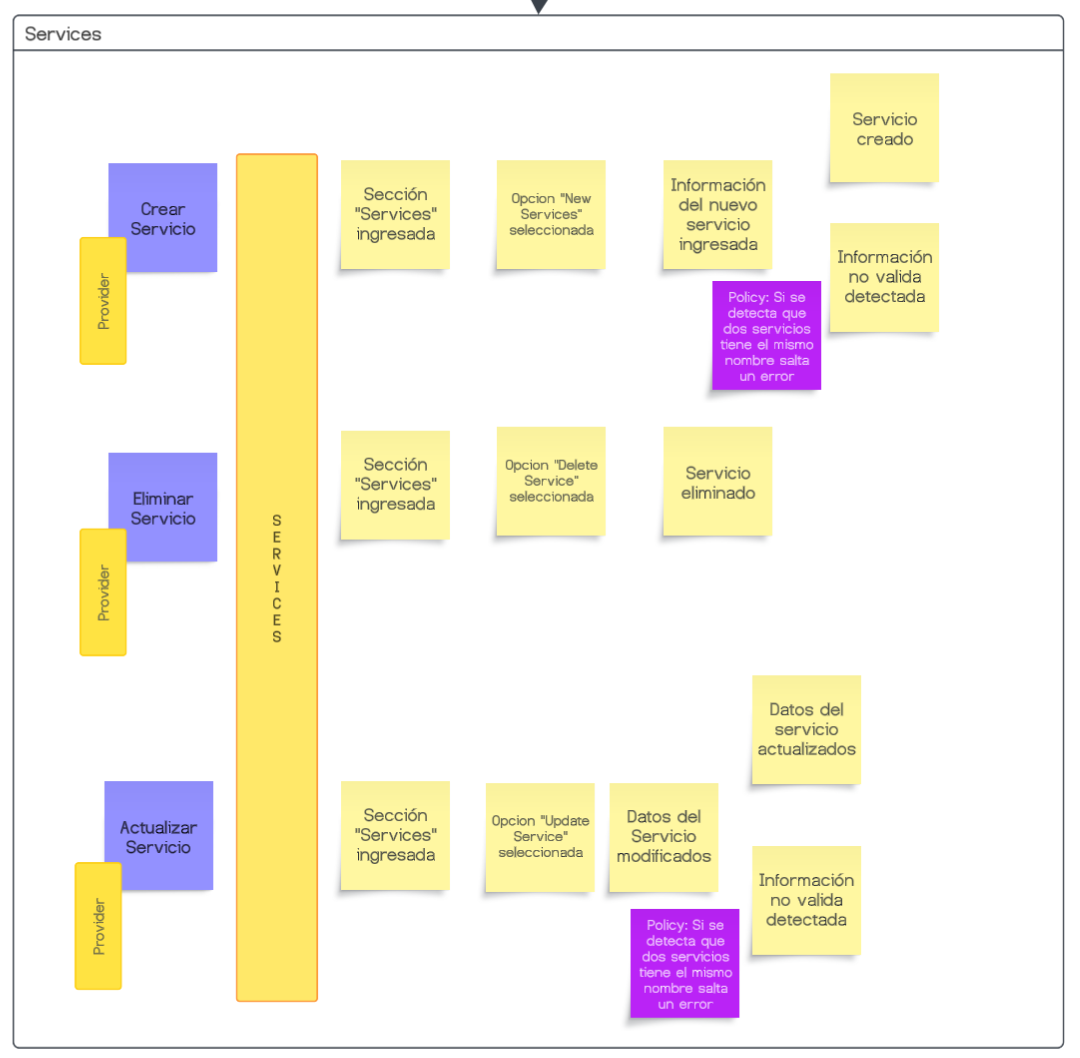 Services
Crear
Servicio
Provider
SERVICES
Sección
"Services"
ingresada
Opcion "New
Services"
seleccionada
Información
del nuevo
servicio
ingresada
Policy: Si se
detecta que
dos servicios
tiene el mismo
nombre salta
un error
Servicio
creado
Información
no valida
detectada
Eliminar
Servicio
Provider
Sección
"Services"
ingresada
Opcion "Delete
Service"
seleccionada
Servicio
eliminado
Actualizar
Servicio
Provider
Sección
"Services"
ingresada
Opcion "Update
Service"
seleccionada
Datos del
Servicio
modificados
Policy: Si se
detecta que
dos servicios
tiene el mismo
nombre salta
un error
Datos del
servicio
actualizados
Información
no valida
detectada